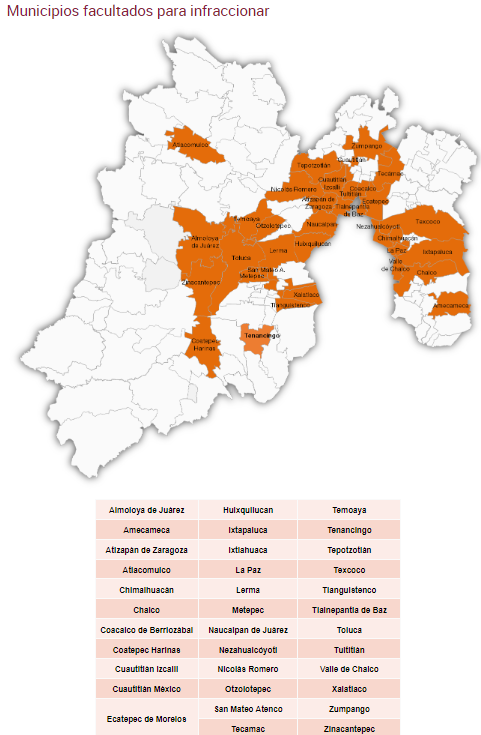 Municipios facultados para infraccionar
Atlacomulco
Zumpango
Cuautitlán
Tepotzotlán
Tecámac
Cuautitlán
Izcalli
Coacalco
Nicolás Romero
Tultitlán
Atizapán de
Zaragoza
Ecatepec
Tlalnepantla
de Baz
Temoaya
Otzolotepec
Naucalpan
Nezahualcóyotl
Texcoco
Almoloya
de Juárez
Chimalhuacán
Lerma
Huixquilucan
La Paz
Ixtapaluca
Toluca
Valle
de Chalco
San Mateo A.
Metepec
Chalco
Zinacantepec
Xalatlaco
Tianguistenco
Amecameca
Tenancingo
Coatepec
Harinas
Almoloya de Juárez Huixquilucan Temoaya
Amecameca Ixtapaluca Tenancingo
Atizapán de Zaragoza Ixtlahuaca Tepotzotlán
Atlacomulco La Paz Texcoco
Chimalhuacán Lerma Tianguistenco
Chalco Metepec Tlalnepantla de Baz
Coacalco de Berriozábal Naucalpan de Juárez Toluca
Coatepec Harinas Nezahualcóyotl Tultitlán
Cuautitlán Izcalli Nicolás Romero Valle de Chalco
Cuautitlán México Otzolotepec Xalatlaco
Ecatepec de Morelos San Mateo Atenco Zumpango
Tecamac Zinacantepec